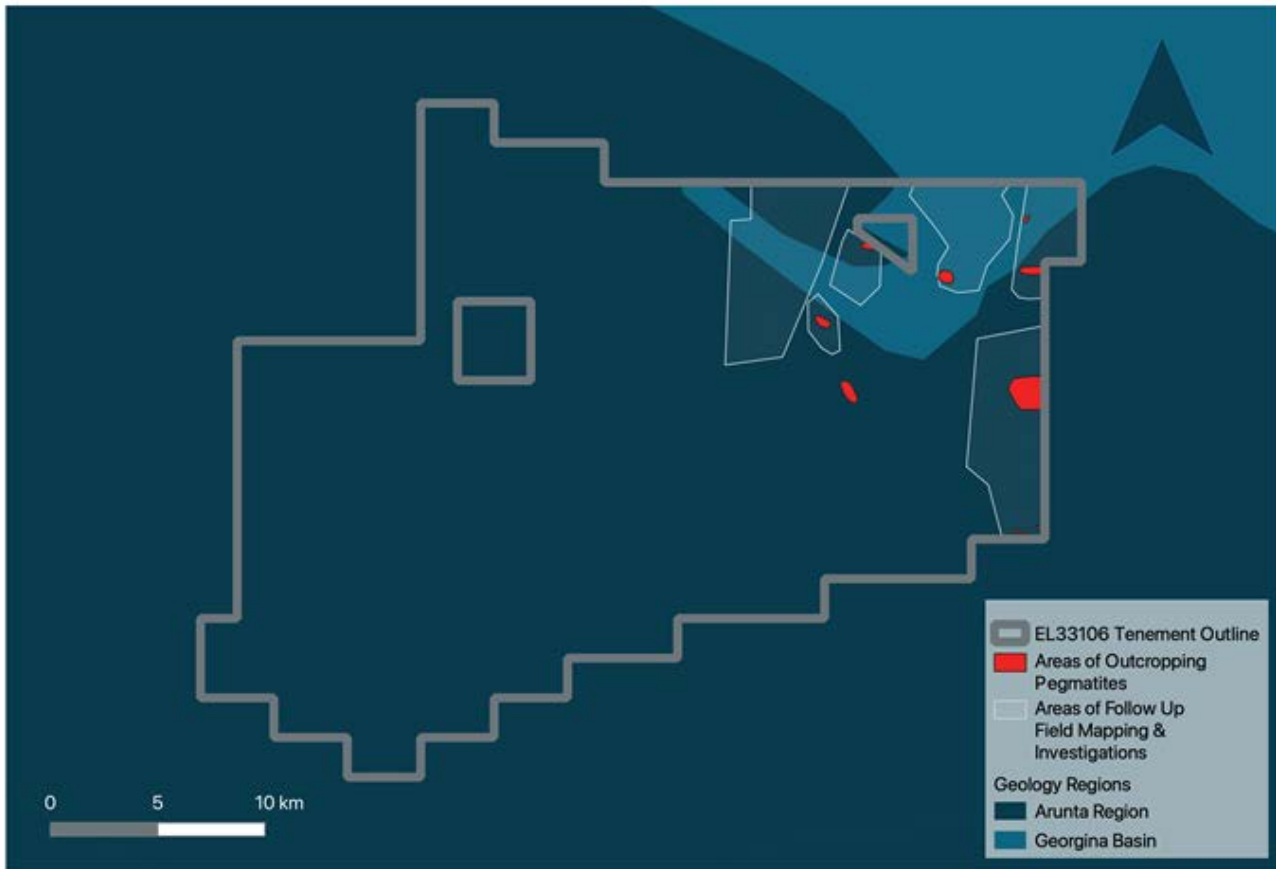 EL33106 Tenement Outline
Areas of Outcropping
Pegmatites
Areas of Follow Up
Field Mapping &
Investigations
Geology Regions
Arunta Region
Georgina Basin
0 5 10 km